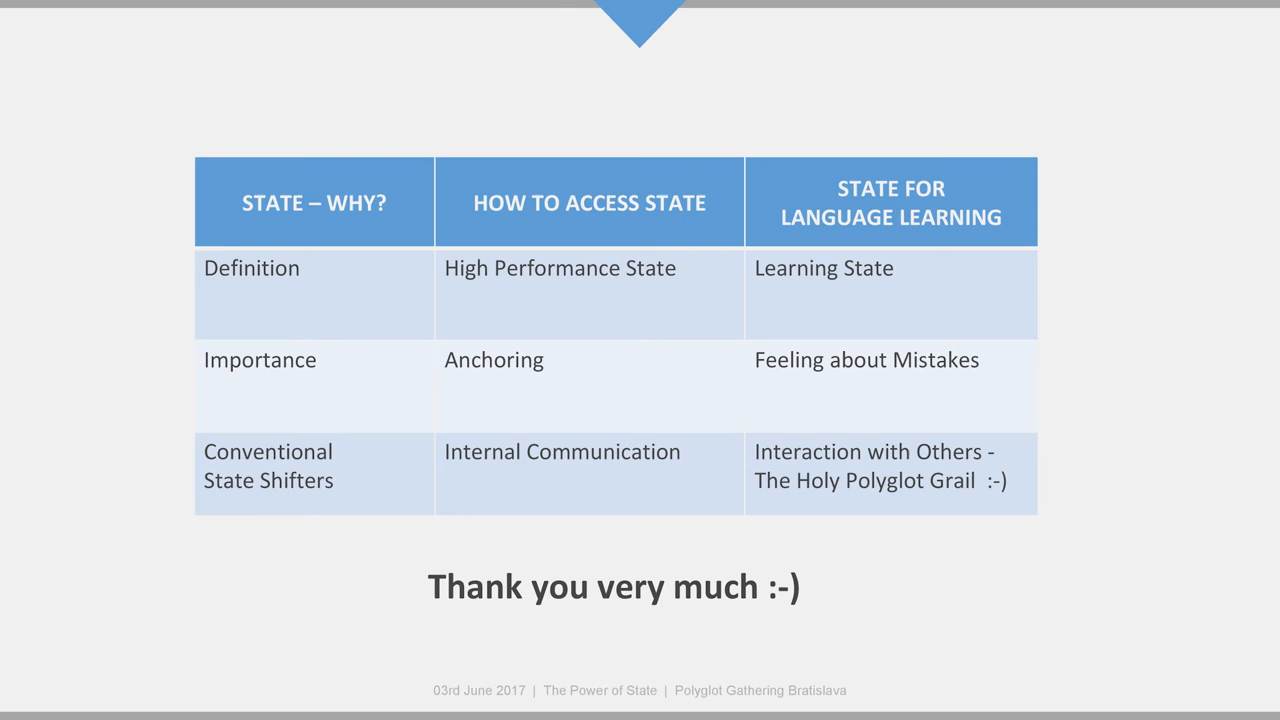 STATE – WHY?
HOW TO ACCESS STATE
STATE FOR
LANGUAGE LEARNING
Definition
High Performance State
Learning State
Importance
Anchoring
Feeling about Mistakes
Conventional
State Shifters
Internal Communication
Interaction with Others -
The Holy Polyglot Grail :-)
Thank you very much :-)
03rd June 2017 | The Power of State | Polyglot Gathering Bratislava